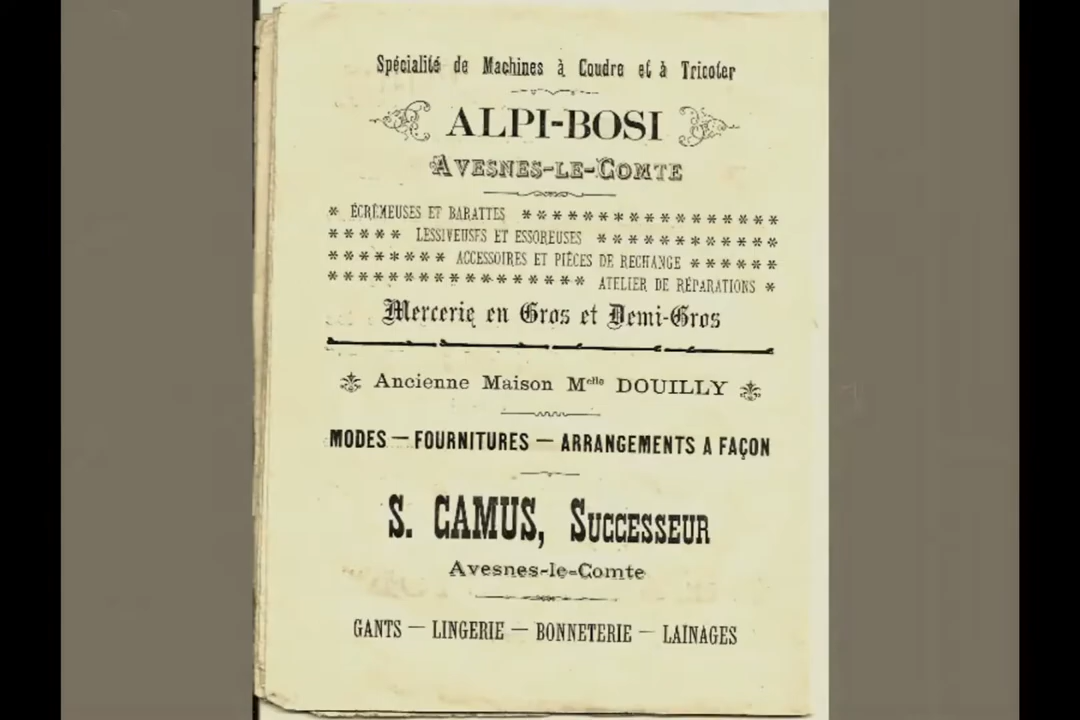 Spécialité de Machines à Coudre et à Tricoter
ALPI-BOSI
AVESNES-LE-COMTE
* ÉCRÉMEUSES ET BARATTES * * * * * * * * * * * * * * * * *
* * * * * LESSIVEUSES ET ESSOREUSES * * * * * * * * * * * *
* * * * * * * * ACCESSOIRES ET PIÈCES DE RECHANGE * * * * * *
* * * * * * * * * * * * * * * * * ATELIER DE RÉPARATIONS *
Mercerie en Gros et Demi-Gros
Ancienne Maison Melle DOUILLY
MODES — FOURNITURES — ARRANGEMENTS A FAÇON
S. CAMUS, SUCCESSEUR
Avesnes-le-Comte
GANTS — LINGERIE — BONNETERIE — LAINAGES